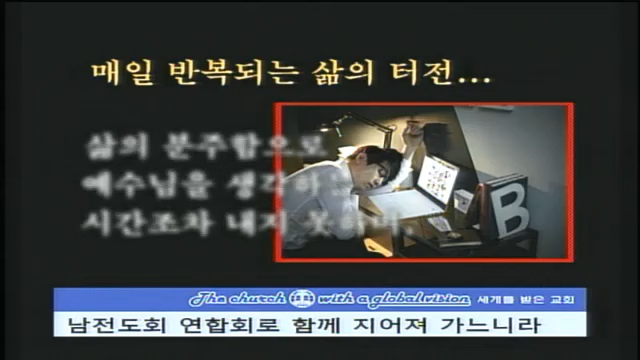 매일 반복되는 삶의 터전...
삶의 분주함으로
예수님을 생각하
시간조차 내지 못하며,
B
The church with a global vision 세계를 받은 교회
남전도회 연합회로 함께 지어져 가느니라